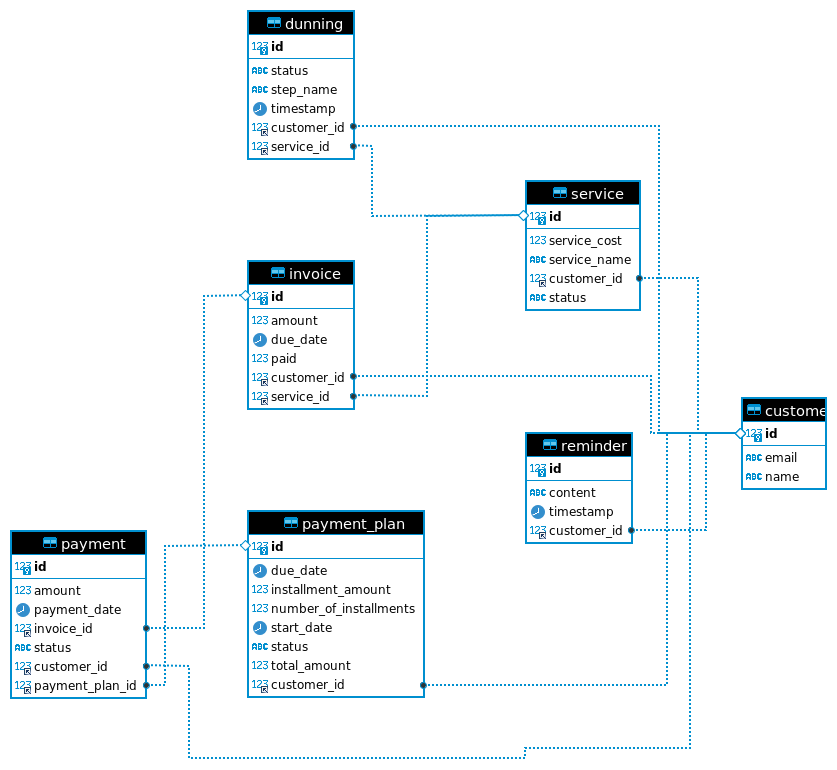 dunning
123 id
ABC status
ABC step_name
timestamp
123 customer_id
123 service_id
service
123 id
123 service_cost
ABC service_name
123 customer_id
ABC status
invoice
123 id
123 amount
due_date
123 paid
123 customer_id
123 service_id
custome
123 id
ABC email
ABC name
reminder
123 id
ABC content
timestamp
123 customer_id
payment_plan
123 id
due_date
123 installment_amount
123 number_of_installments
start_date
ABC status
123 total_amount
123 customer_id
payment
123 id
123 amount
payment_date
123 invoice_id
ABC status
123 customer_id
123 payment_plan_id